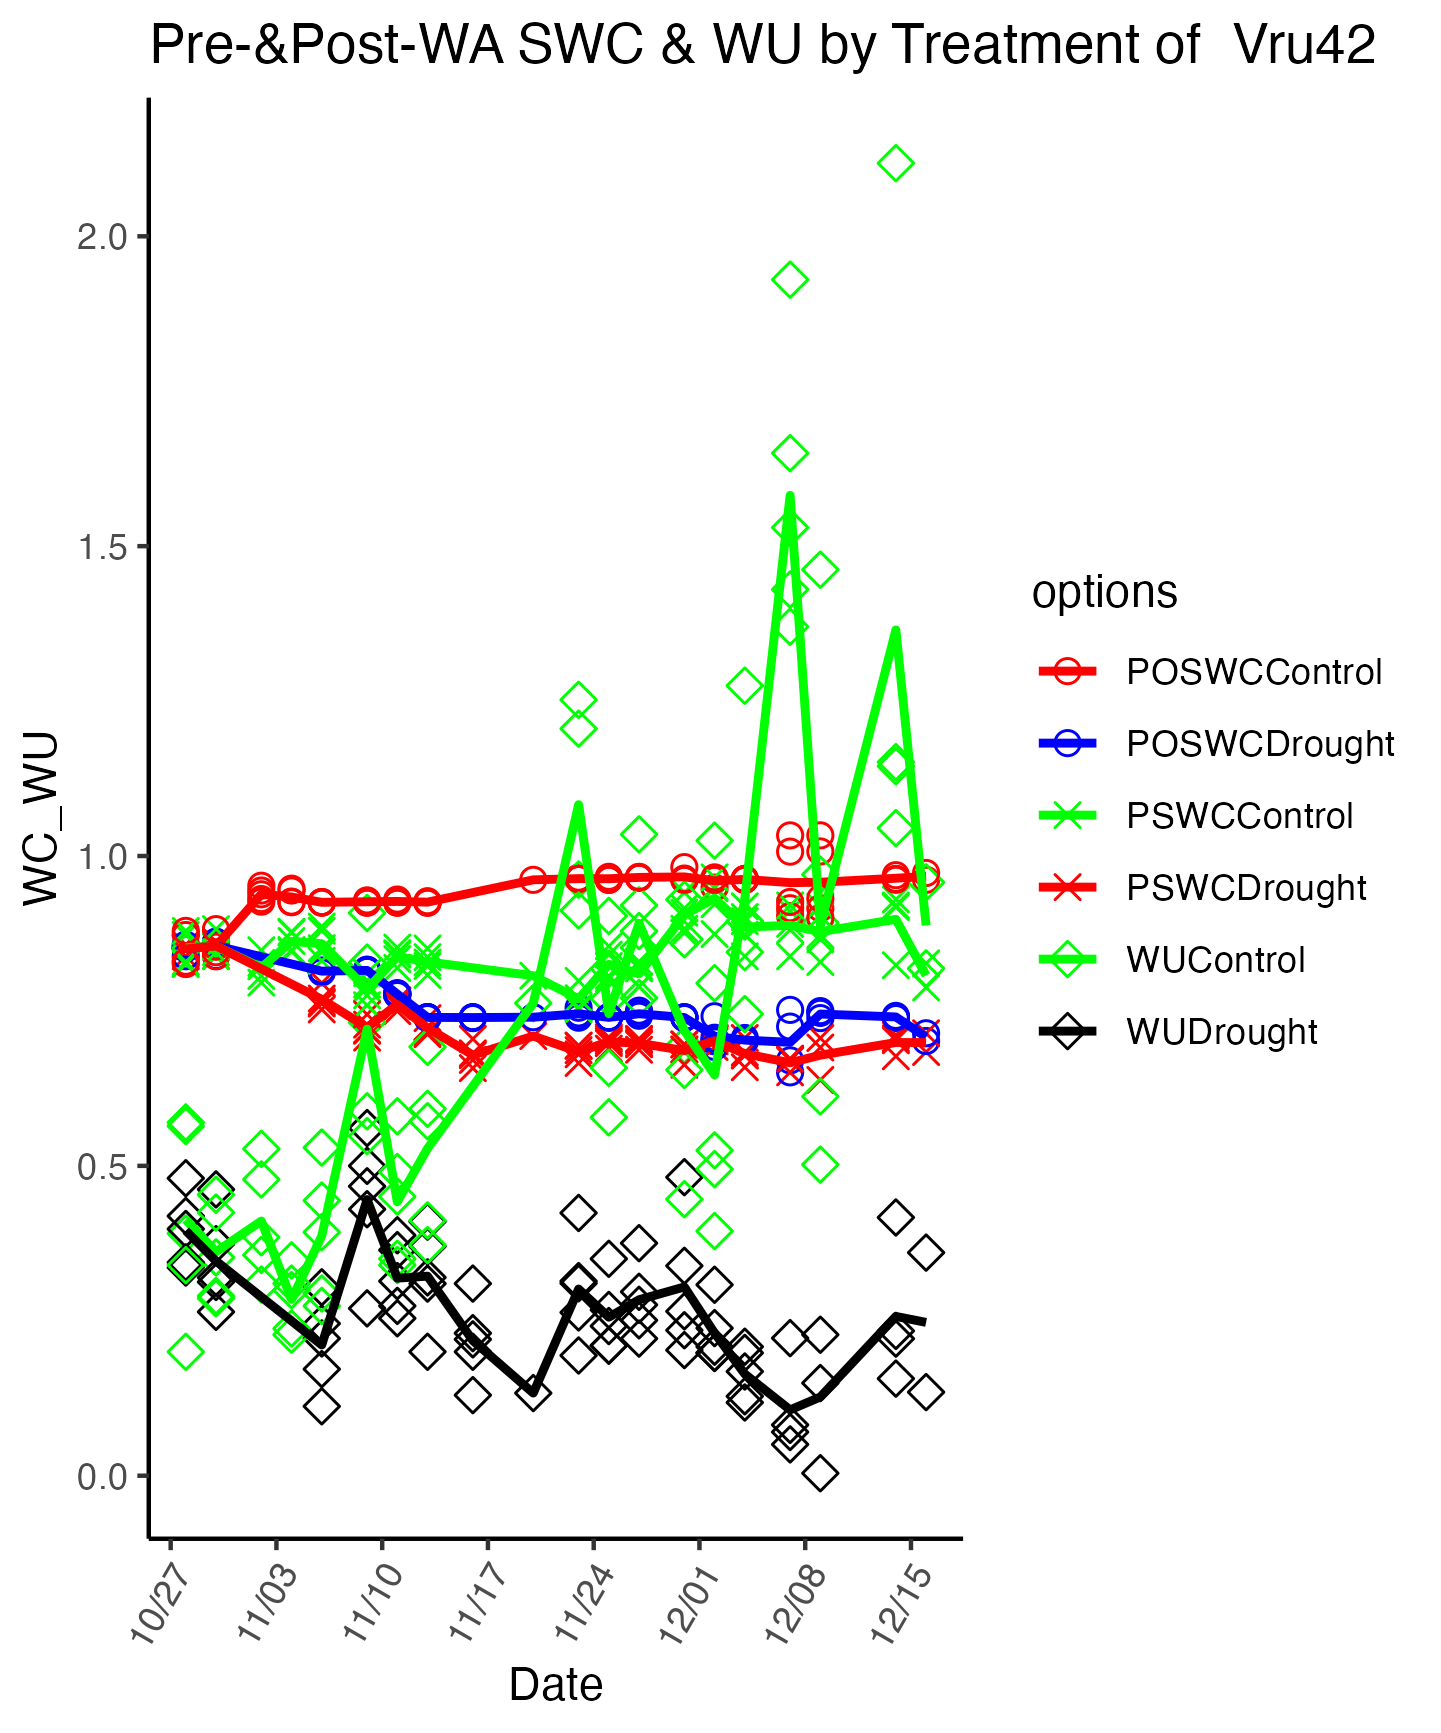 Pre-&Post-WA SWC & WU by Treatment of  Vru42
WC_WU
2.0
1.5
1.0
0.5
0.0
10/27
11/03
11/10
11/17
11/24
12/01
12/08
12/15
Date
options
POSWCControl
POSWCDrought
PSWCControl
PSWCDrought
WUControl
WUDrought